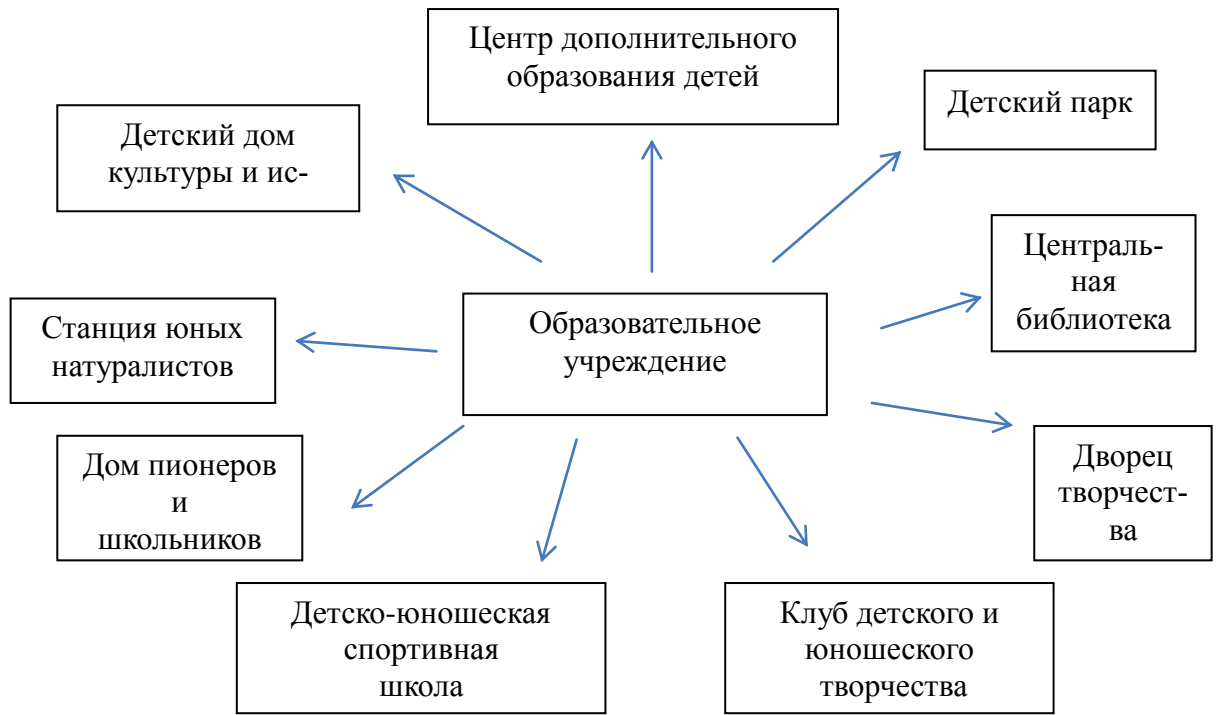 Центр дополнительного
образования детей
Детский парк
Детский дом
культуры и ис-
Централь-
ная
библиотека
Образовательное
учреждение
Станция юных
натуралистов
Дом пионеров
и
школьников
Дворец
творчест-
ва
Детско-юношеская
спортивная
школа
Клуб детского и
юношеского
творчества